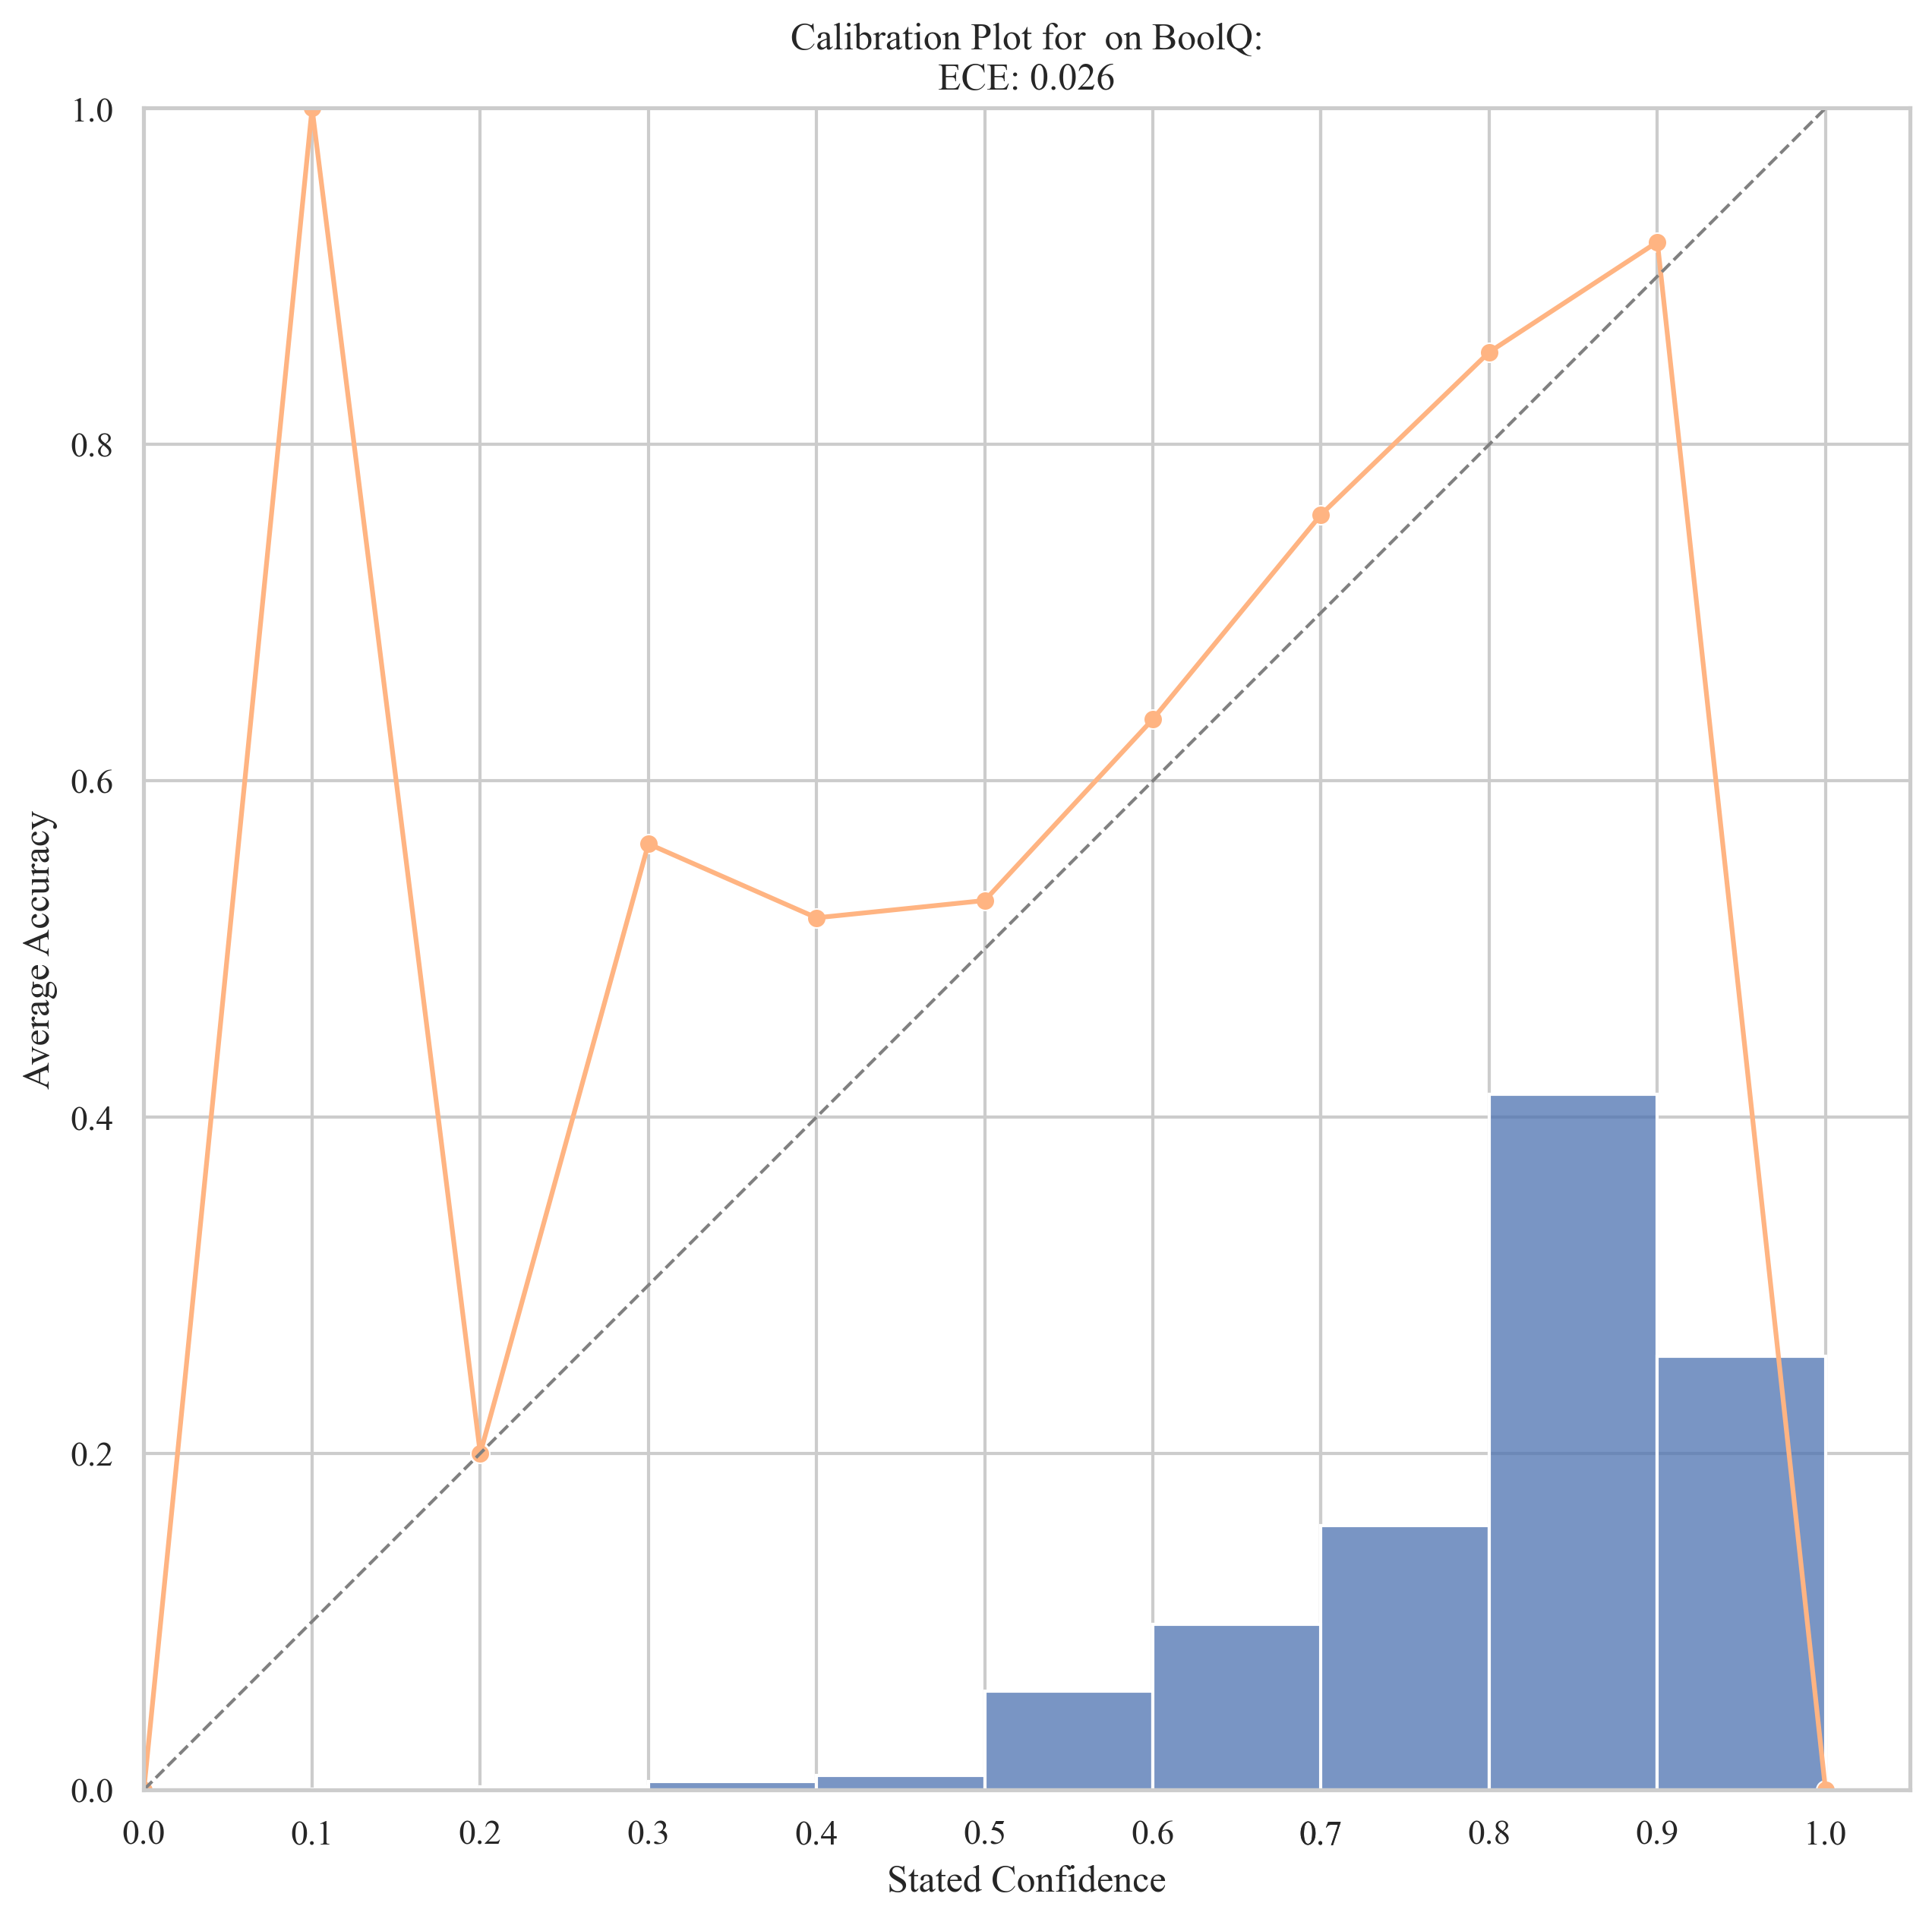 Calibration Plot for  on BoolQ:
ECE: 0.026
1.0
0.8
0.6
0.4
0.2
0.0
Average Accuracy
0.0 0.1 0.2 0.3 0.4 0.5 0.6 0.7 0.8 0.9 1.0
Stated Confidence